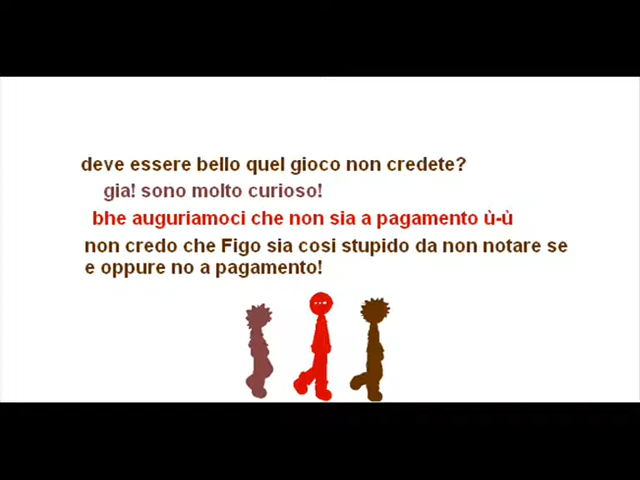 deve essere bello quel gioco non credete?
gia! sono molto curioso!
bhe auguriamoci che non sia a pagamento ù-ù
non credo che Figo sia cosi stupido da non notare se
e oppure no a pagamento!